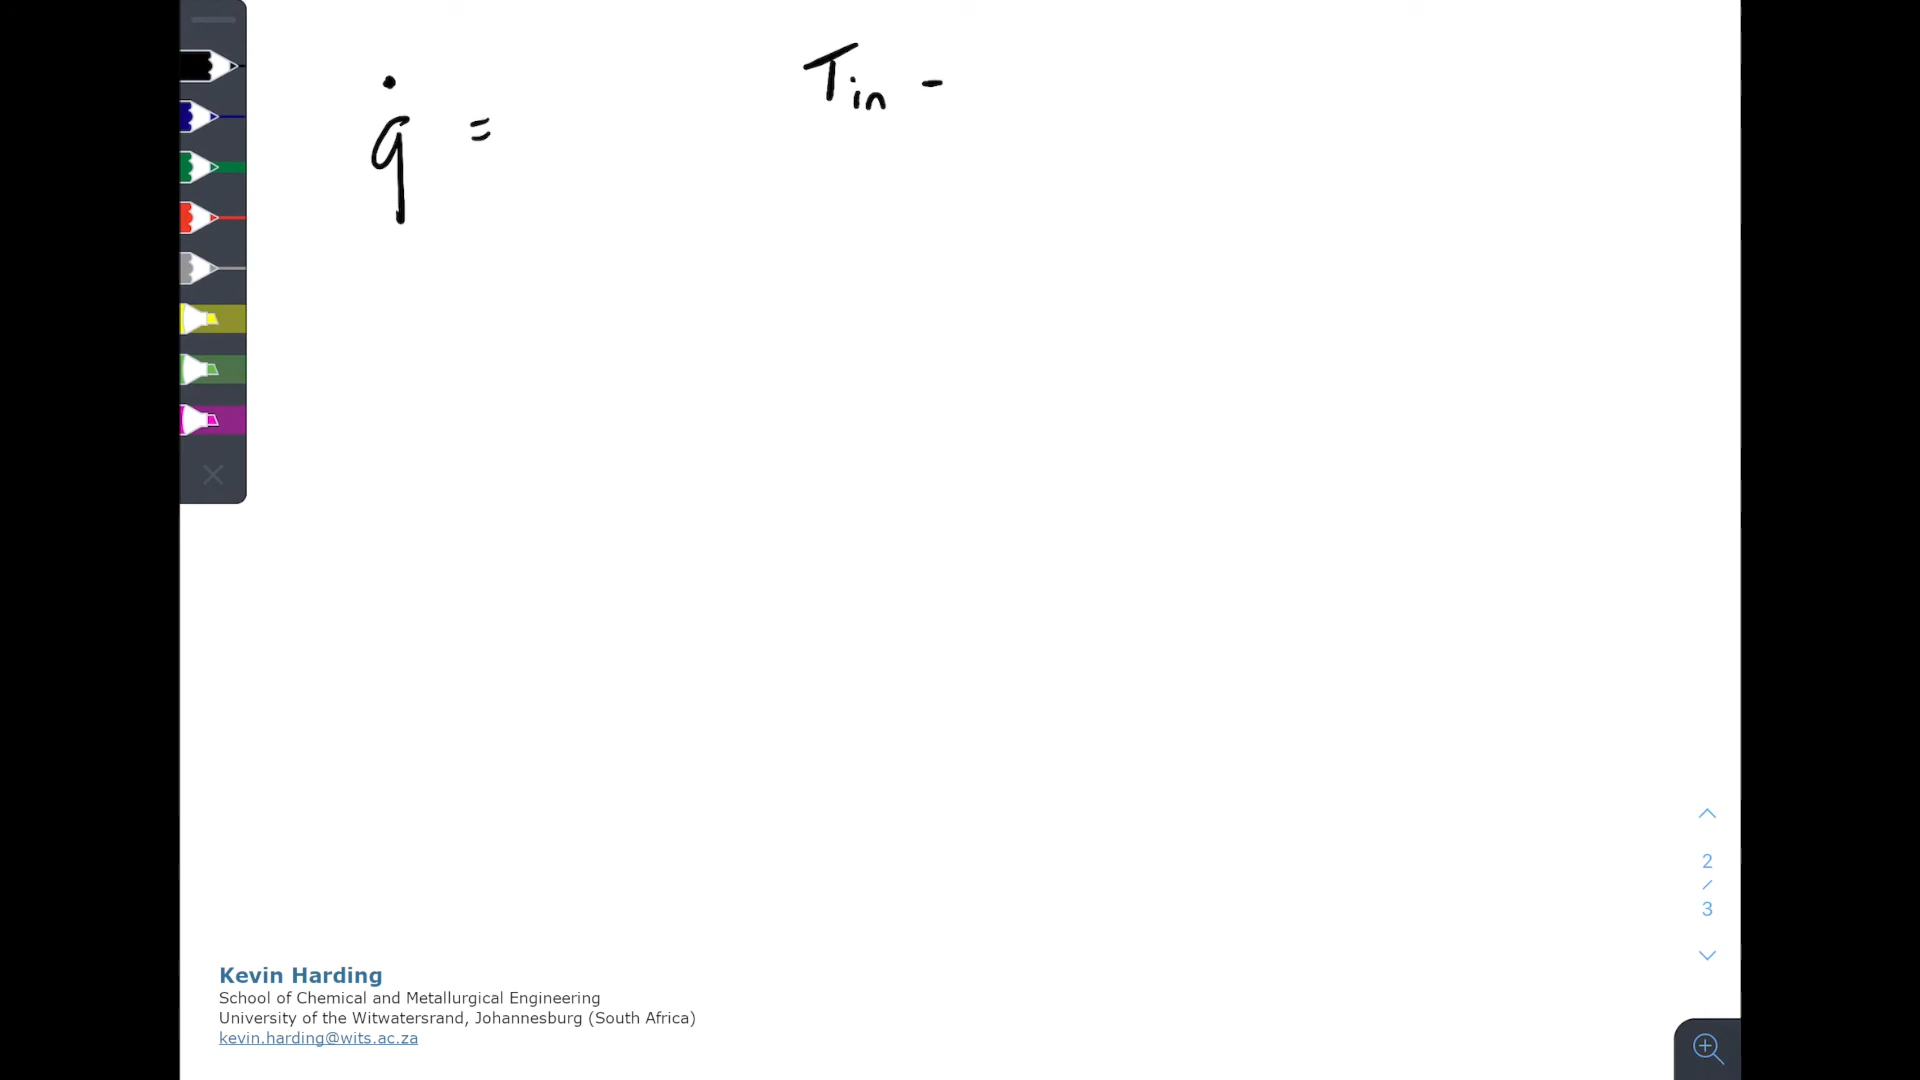 q̇ = T_in -
2
/
3
Kevin Harding
School of Chemical and Metallurgical Engineering
University of the Witwatersrand, Johannesburg (South Africa)
kevin.harding@wits.ac.za